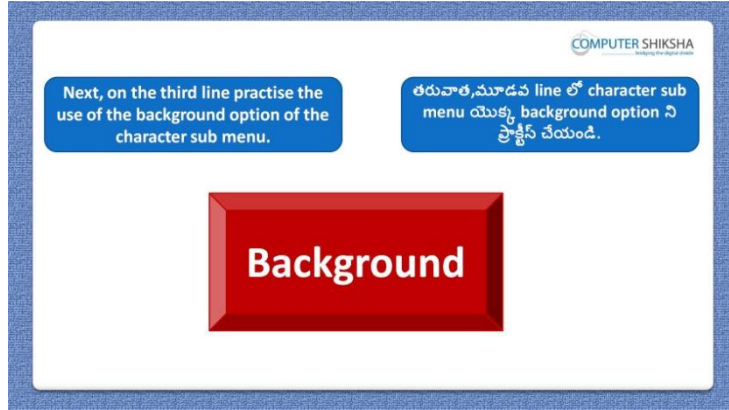 COMPUTER SHIKSHA
bridging the digital divide
Next, on the third line practise the
use of the background option of the
character sub menu.
తరువాత,మూడవ line లో character sub
menu యొక్క background option ని
ప్రాక్టీస్ చేయండి.
Background